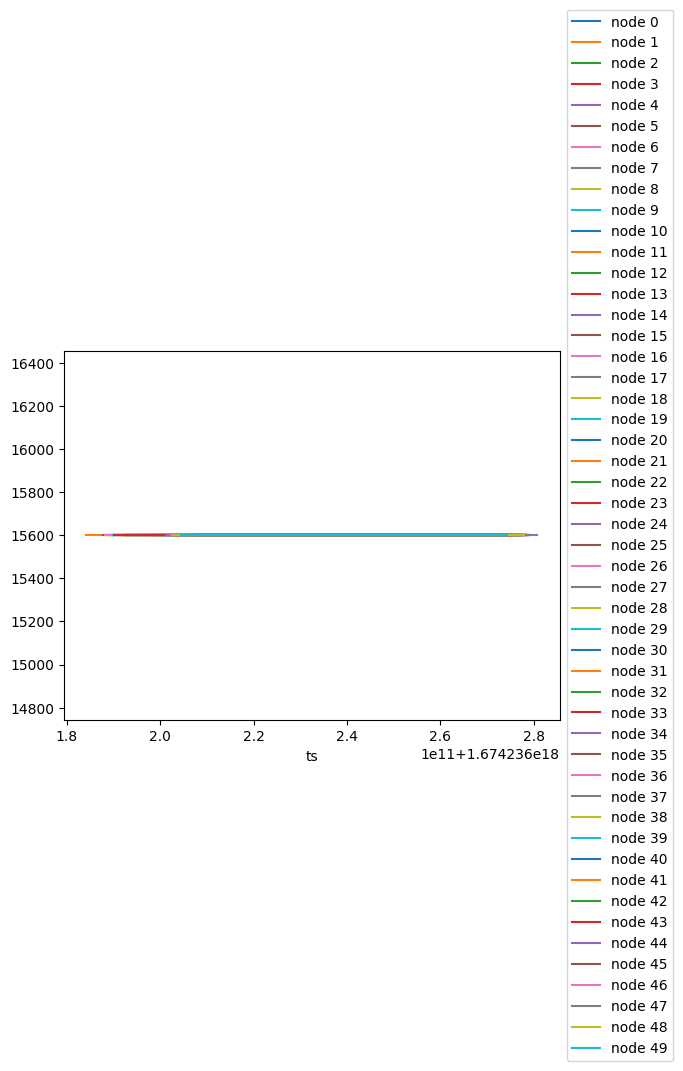 16400
16200
16000
15800
15600
15400
15200
15000
14800
1.8 2.0 2.2 2.4 2.6 2.8
ts
1e11+1.674236e18
node 0
node 1
node 2
node 3
node 4
node 5
node 6
node 7
node 8
node 9
node 10
node 11
node 12
node 13
node 14
node 15
node 16
node 17
node 18
node 19
node 20
node 21
node 22
node 23
node 24
node 25
node 26
node 27
node 28
node 29
node 30
node 31
node 32
node 33
node 34
node 35
node 36
node 37
node 38
node 39
node 40
node 41
node 42
node 43
node 44
node 45
node 46
node 47
node 48
node 49